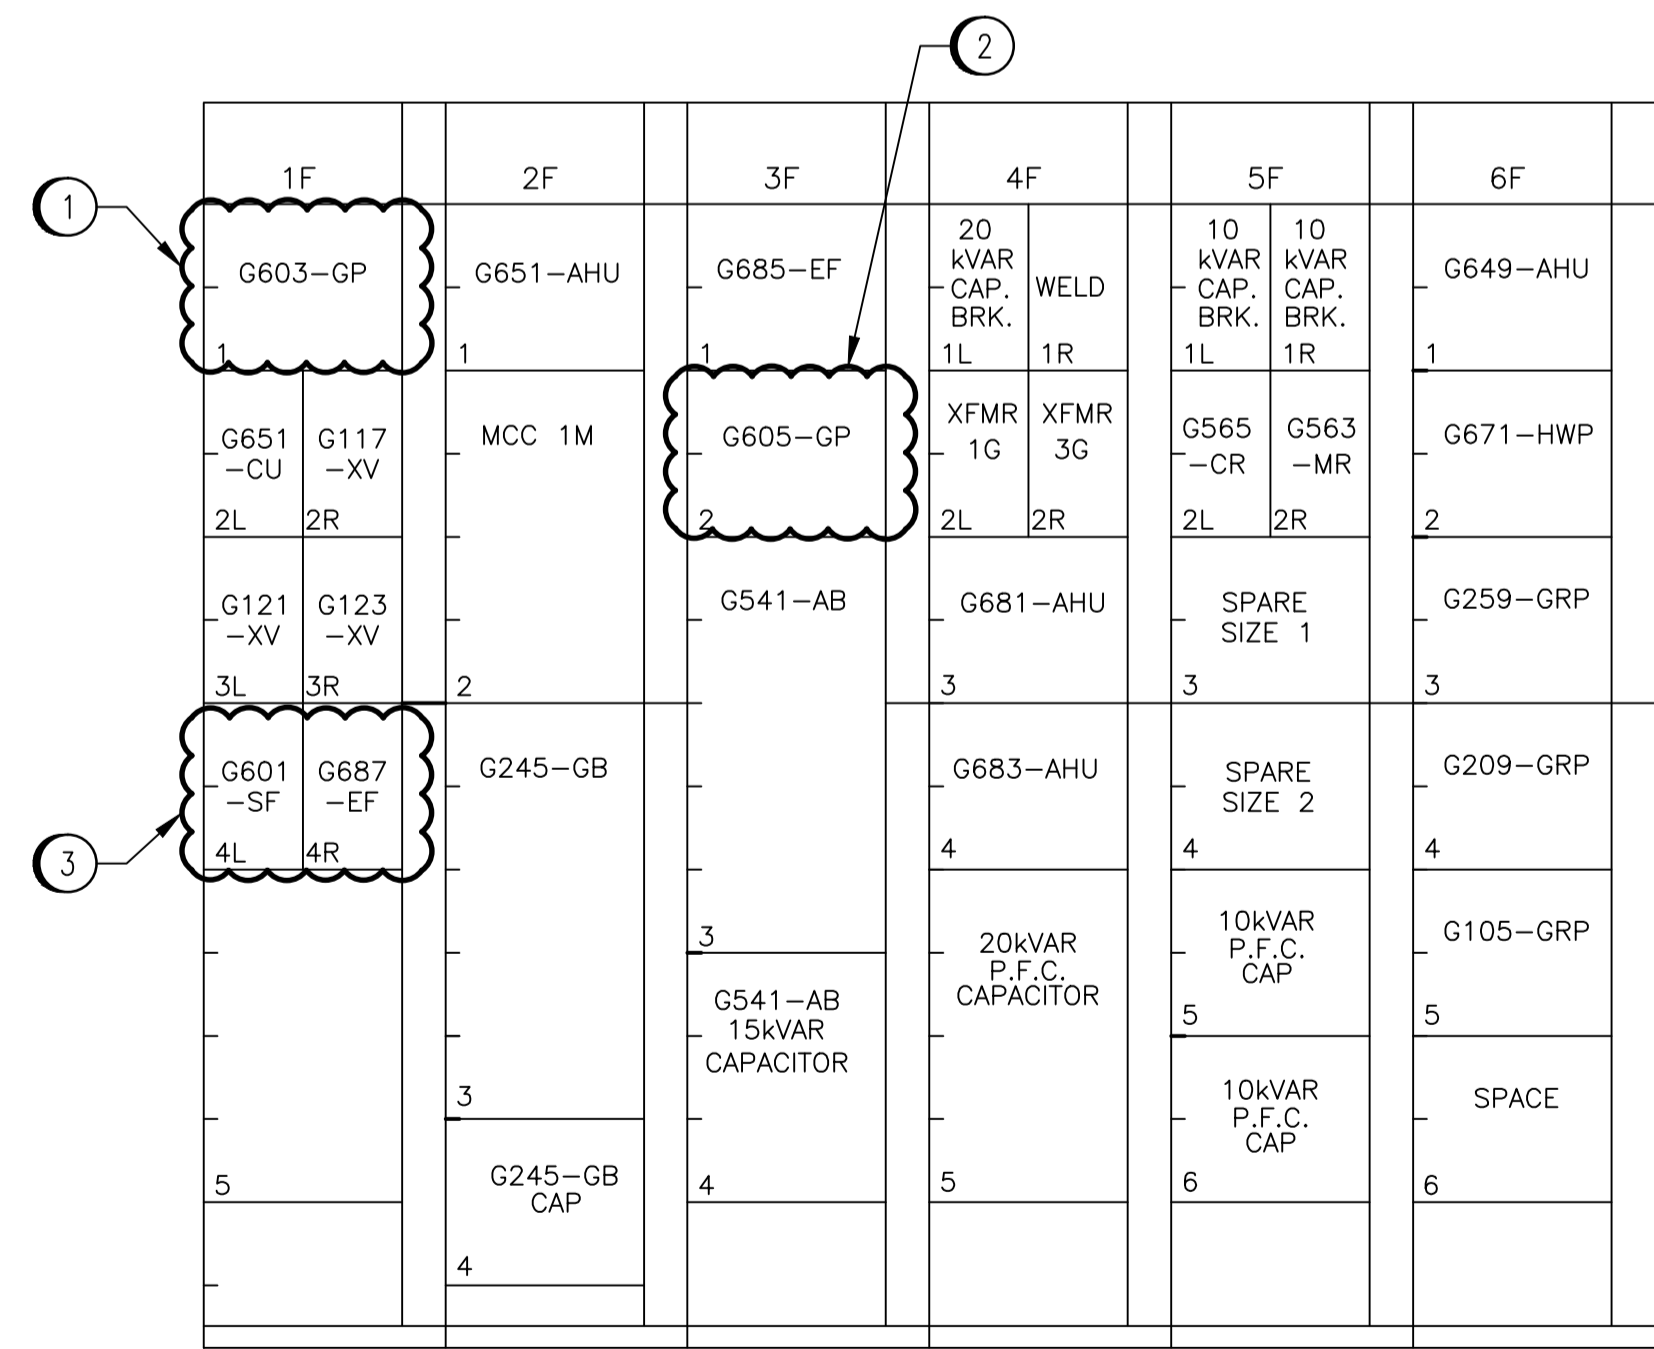 2
1
3
1F
G603-GP
1
G651
-CU
2L
G117
-XV
2R
G121
-XV
3L
G123
-XV
3R
G601
-SF
4L
G687
-EF
4R
5
2F
G651-AHU
1
MCC 1M
2
G245-GB
3
G245-GB
CAP
4
3F
G685-EF
1
G605-GP
2
G541-AB
3
G541-AB
15kVAR
CAPACITOR
4
4F
20
kVAR
CAP.
BRK.
1L
WELD
1R
XFMR
1G
2L
XFMR
3G
2R
G681-AHU
3
G683-AHU
4
20kVAR
P.F.C.
CAPACITOR
5
5F
10
kVAR
CAP.
BRK.
1L
10
kVAR
CAP.
BRK.
1R
G565
-CR
2L
G563
-MR
2R
SPARE
SIZE 1
3
SPARE
SIZE 2
4
10kVAR
P.F.C.
CAP
5
10kVAR
P.F.C.
CAP
6
6F
G649-AHU
1
G671-HWP
2
G259-GRP
3
G209-GRP
4
G105-GRP
5
SPACE
6